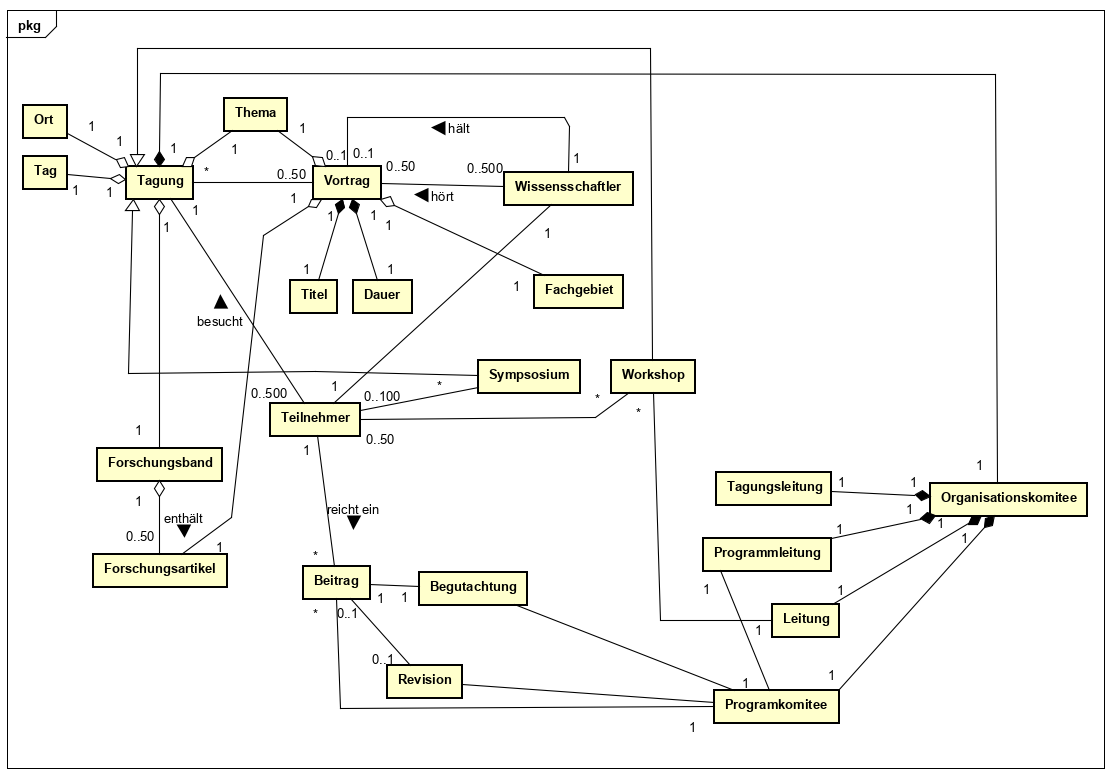 pkg
Ort
1
Thema
1
1
1
hält
1
1
1
0..1
0..1
1
Tag
1
1
Tagung
*
0..50
Vortrag
0..50
0..500
Wissensschaftler
hört
1
1
1
1
1
1
1
1
1
1
1
Titel
Dauer
Fachgebiet
besucht
Sympsosium
Workshop
1
*
0..500
0..100
*
*
Teilnehmer
0..50
1
1
Forschungsband
1
1
Tagungsleitung
1
1
Organisationskomitee
1
enthält
reicht ein
1
1
1
0..50
1
1
Programmleitung
*
Forschungsartikel
Beitrag
Begutachtung
1
1
1
1
*
0..1
Leitung
1
0..1
Revision
1
1
Programkomitee
1